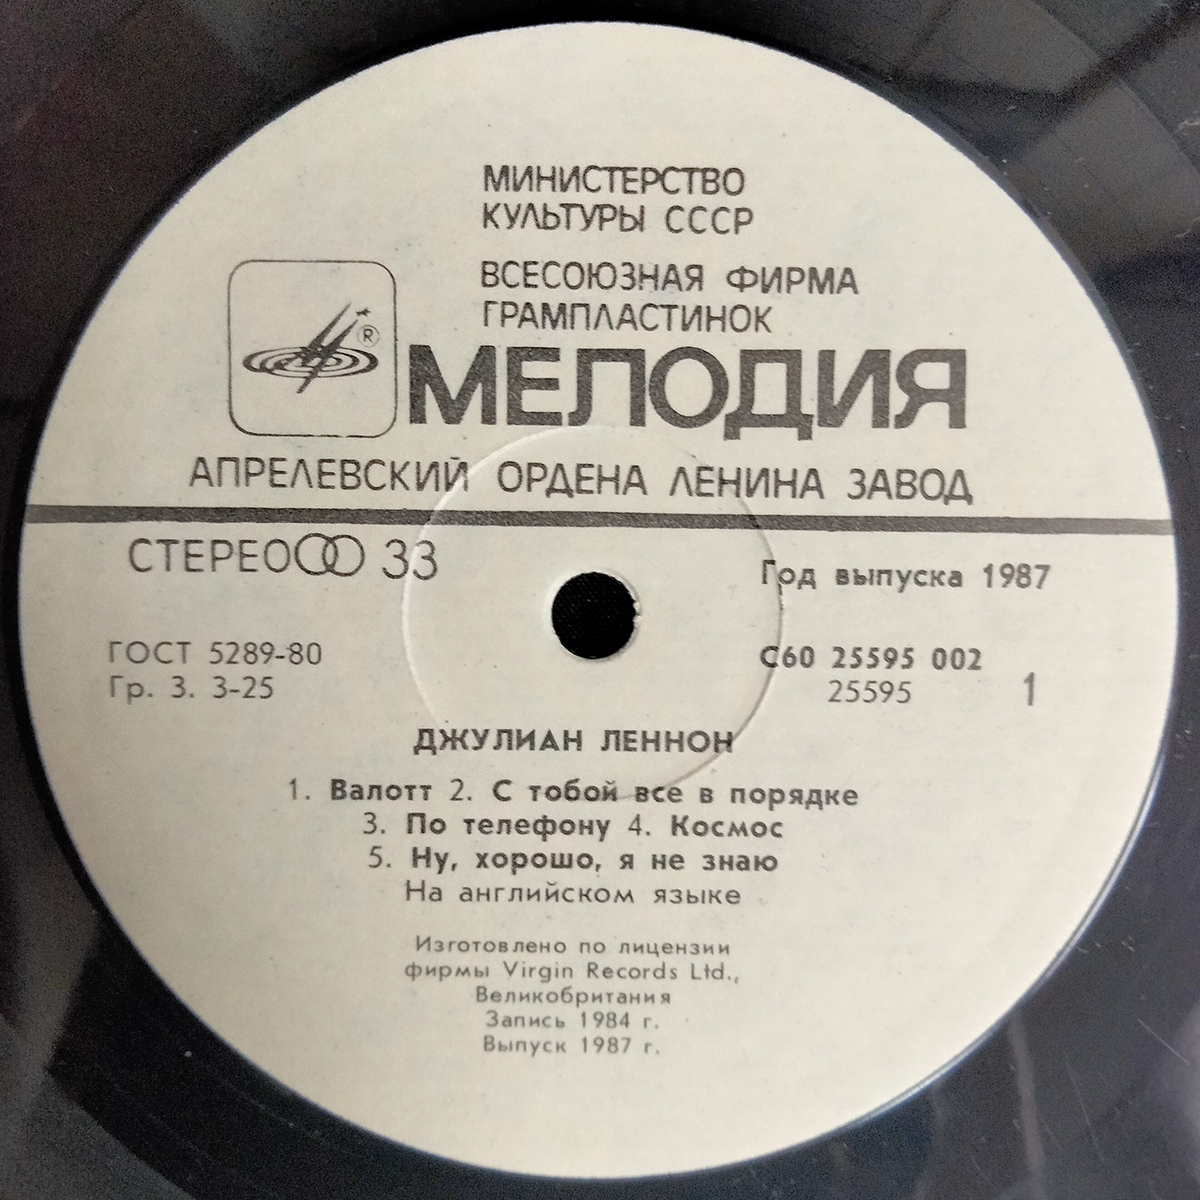 МИНИСТЕРСТВО
КУЛЬТУРЫ СССР
ВСЕСОЮЗНАЯ ФИРМА
ГРАМПЛАСТИНОК
®
МЕЛОДИЯ
АПРЕЛЕВСКИЙ ОРДЕНА ЛЕНИНА ЗАВОД
СТЕРЕО 33
Год выпуска 1987
ГОСТ 5289-80
Гр. 3. 3-25
С60 25595 002
25595 1
ДЖУЛИАН ЛЕННОН
1. Валотт 2. С тобой все в порядке
3. По телефону 4. Космос
5. Ну, хорошо, я не знаю
На английском языке
Изготовлено по лицензии
фирмы Virgin Records Ltd.,
Великобритания
Запись 1984 г.
Выпуск 1987 г.